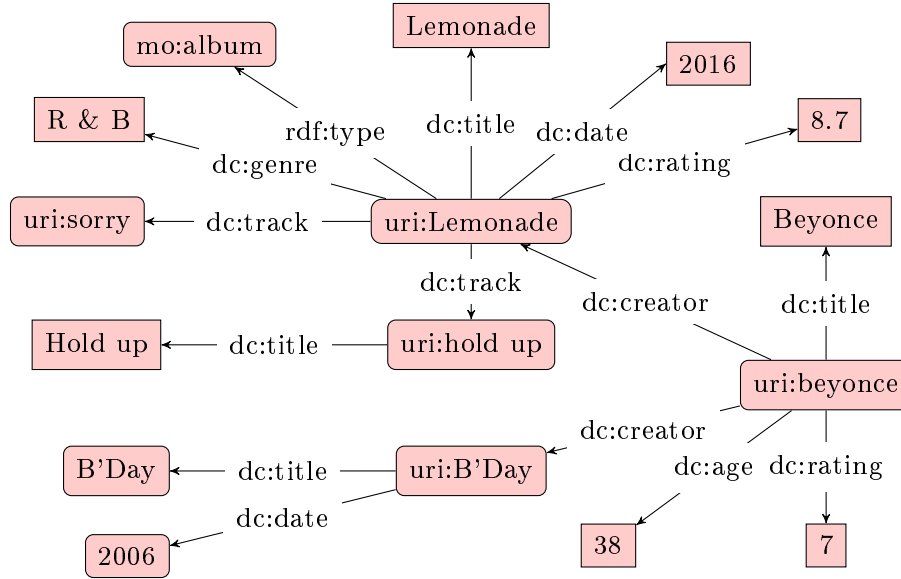 Lemonade
mo:album
2016
R & B
8.7
rdf:type
dc:title
dc:date
dc:genre
dc:rating
uri:sorry
dc:track
uri:Lemonade
Beyonce
dc:track
dc:creator
dc:title
Hold up
dc:title
uri:hold up
uri:beyonce
dc:creator
B'Day
dc:title
uri:B'Day
dc:age
dc:rating
dc:date
2006
38
7